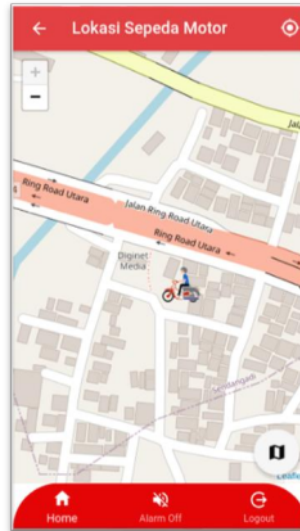 Lokasi Sepeda Motor
+
−
Ring Road Utara
Jalan Ring Road Utara
Ring Road Utara
Diginet
Media
Home
Alarm Off
Logout